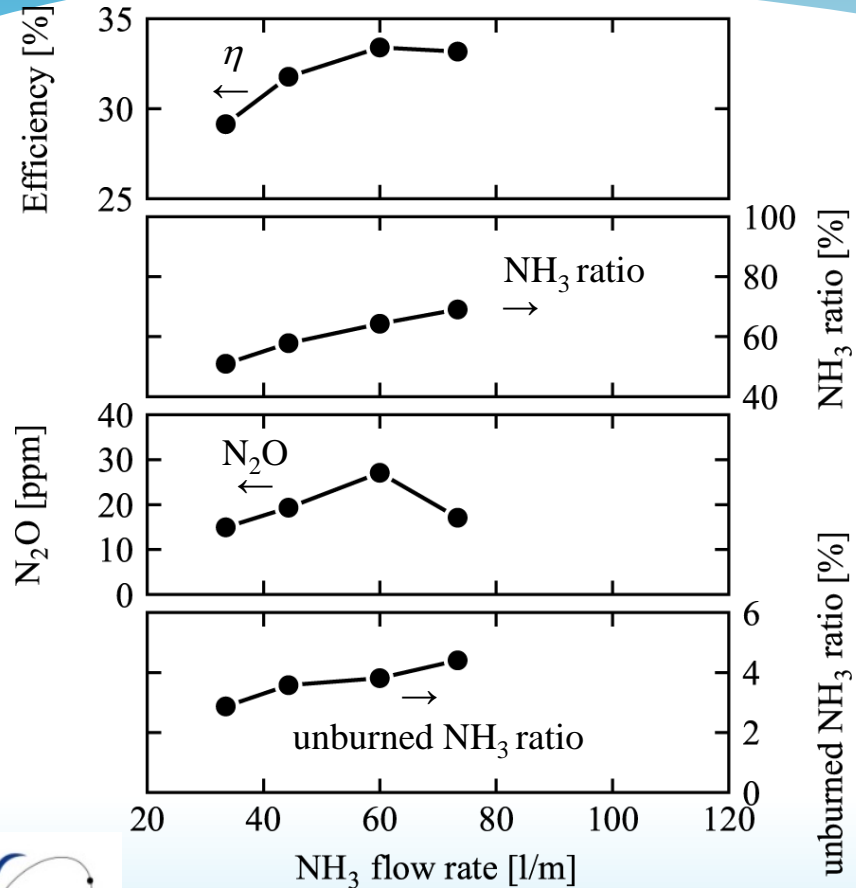 Efficiency [%]
35
30
25
η
←
NH₃ ratio
→
100
80
60
40
NH₃ ratio [%]
N₂O [ppm]
40
30
20
10
0
N₂O
←
unburned NH₃ ratio
→
6
4
2
0
unburned NH₃ ratio [%]
20 40 60 80 100 120
NH₃ flow rate [l/m]